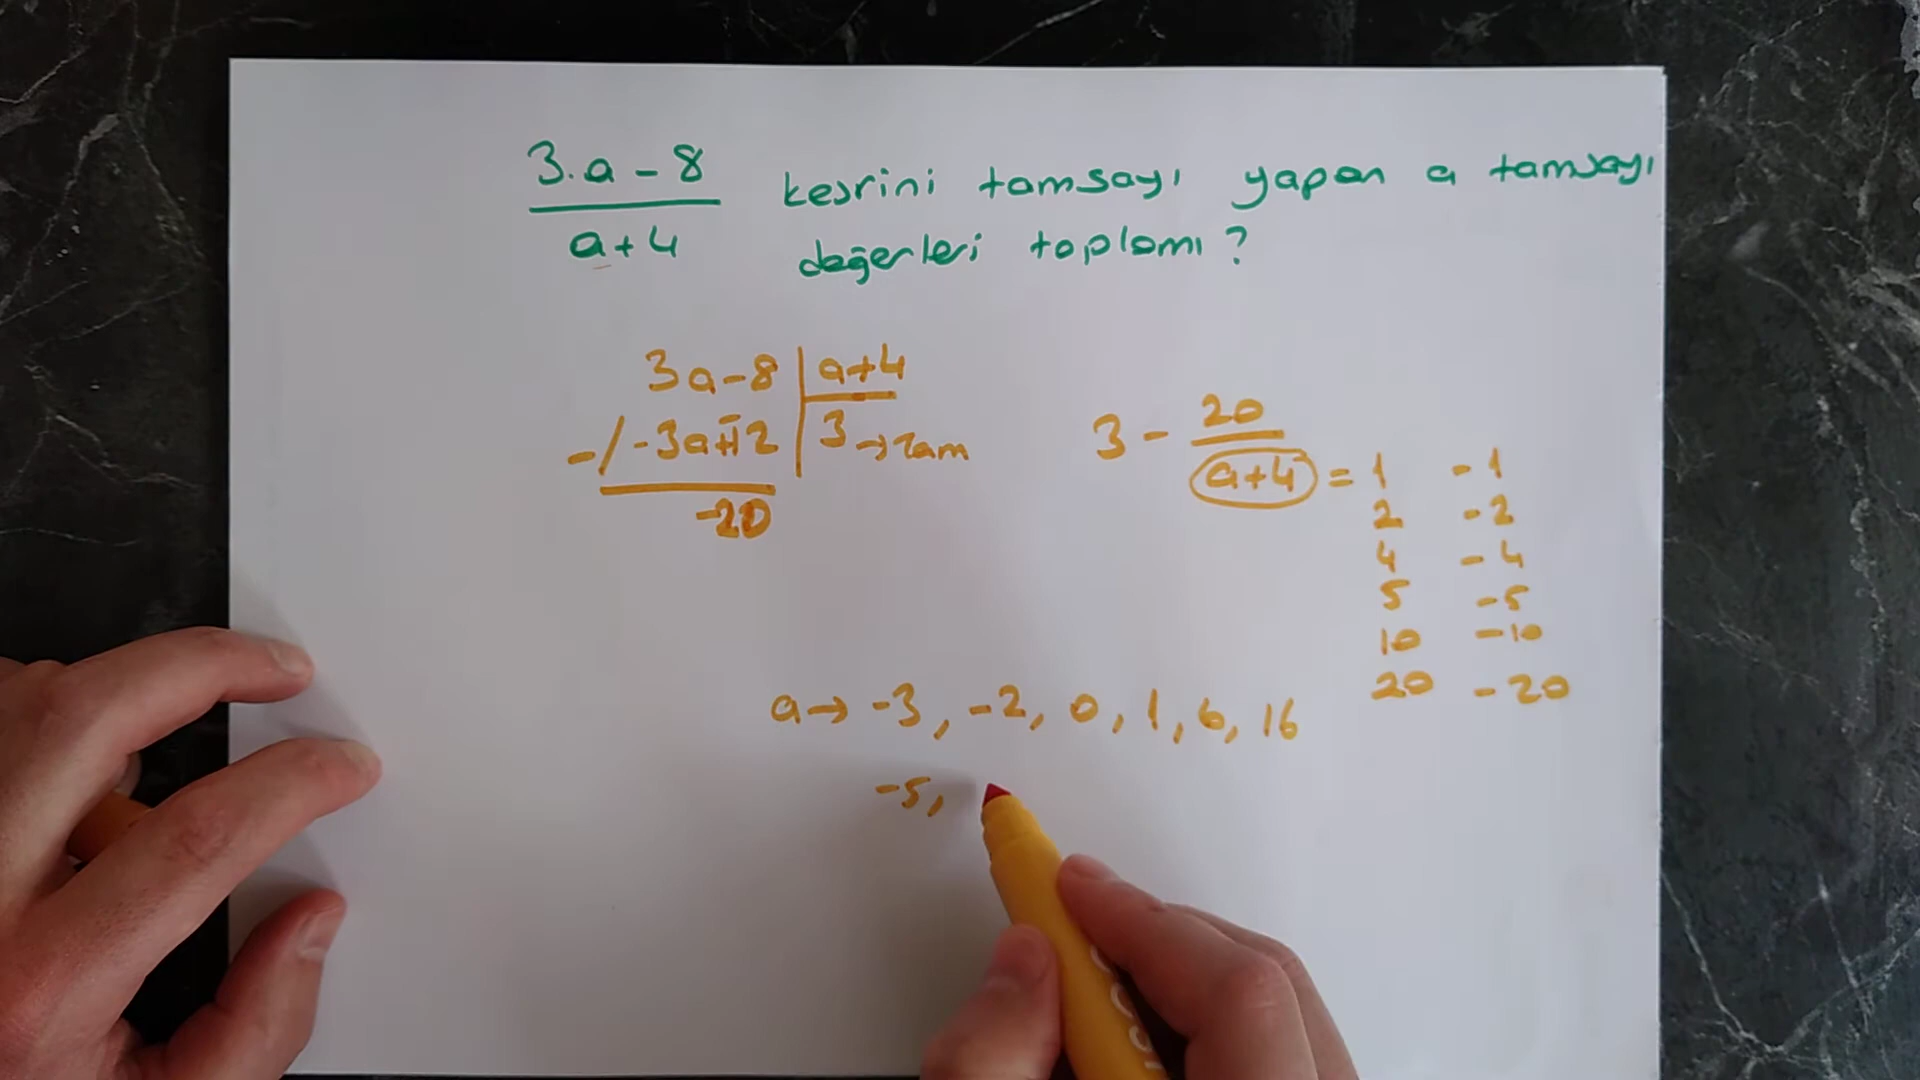 3.a-8
a+4
kesrini tamsayı yapan a tamsayı
değerleri toplamı?
3a-8 | a+4
-/-3a+12 | 3 → Tam
-20
3 - 20
a+4 = 1 -1
2 -2
4 -4
5 -5
10 -10
20 -20
a→ -3, -2, 0, 1, 6, 16
-5,